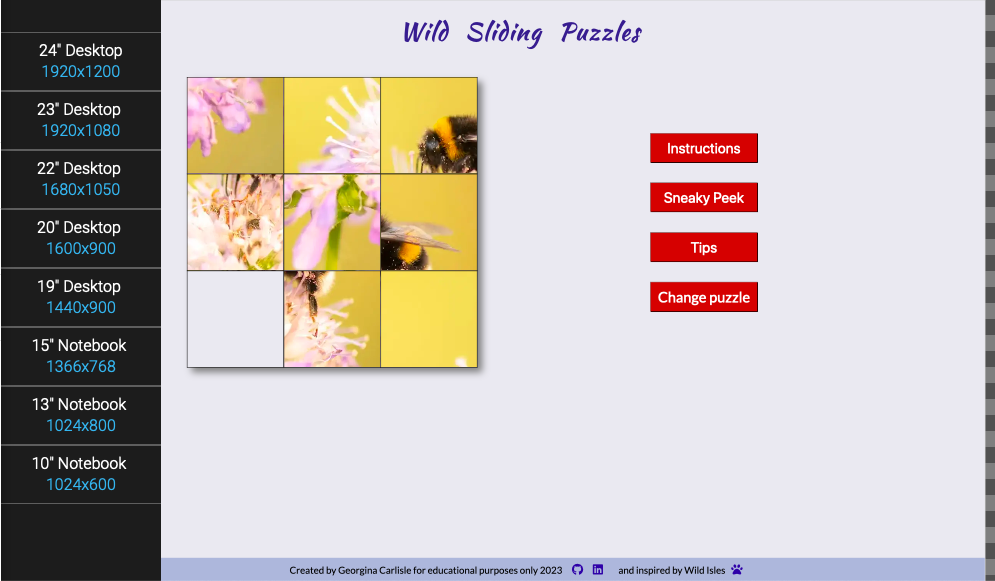 Wild Sliding Puzzles
24" Desktop
1920x1200
23" Desktop
1920x1080
22" Desktop
1680x1050
20" Desktop
1600x900
19" Desktop
1440x900
15" Notebook
1366x768
13" Notebook
1024x800
10" Notebook
1024x600
Instructions
Sneaky Peek
Tips
Change puzzle
Created by Georgina Carlisle for educational purposes only 2023 in and inspired by Wild Isles